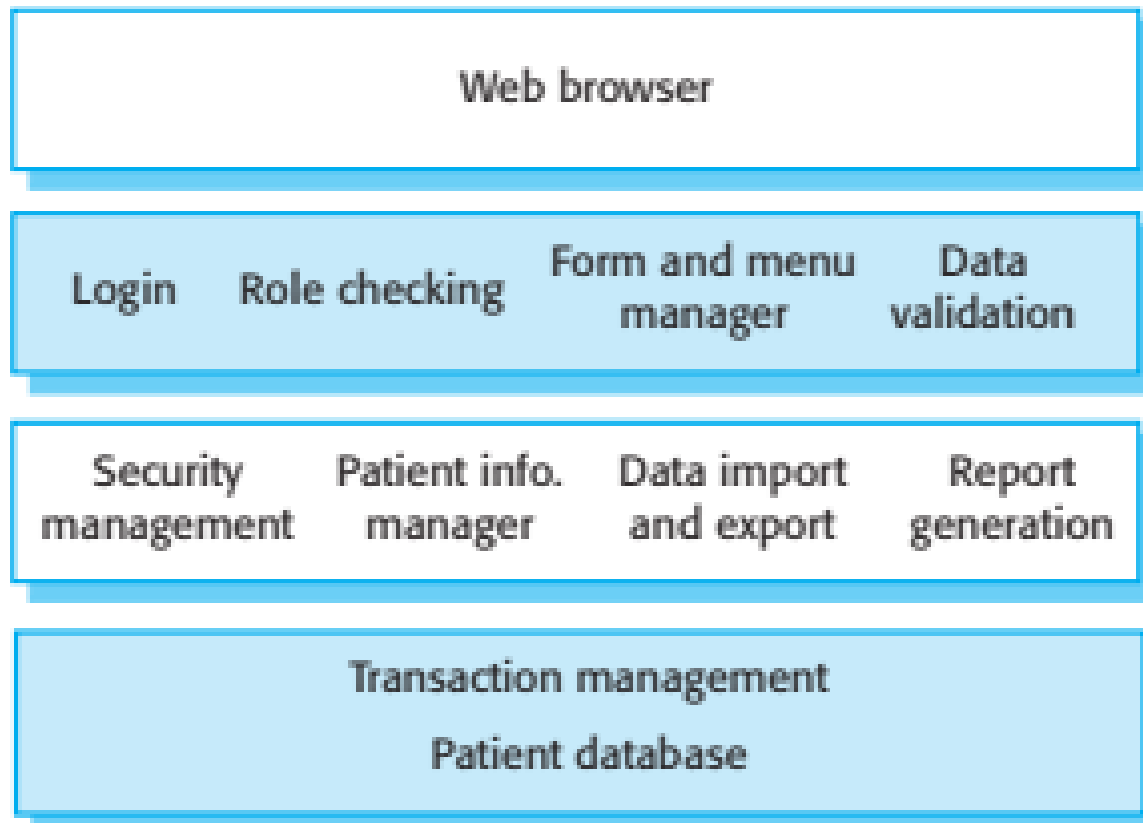 Web browser
Login Role checking Form and menu manager Data validation
Security management Patient info. manager Data import and export Report generation
Transaction management
Patient database